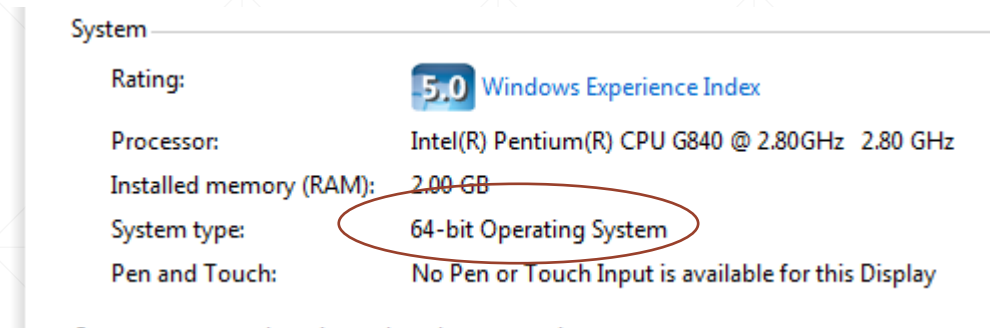 System
Rating: 5.0 Windows Experience Index
Processor: Intel(R) Pentium(R) CPU G840 @ 2.80GHz 2.80 GHz
Installed memory (RAM): 2.00 GB
System type: 64-bit Operating System
Pen and Touch: No Pen or Touch Input is available for this Display